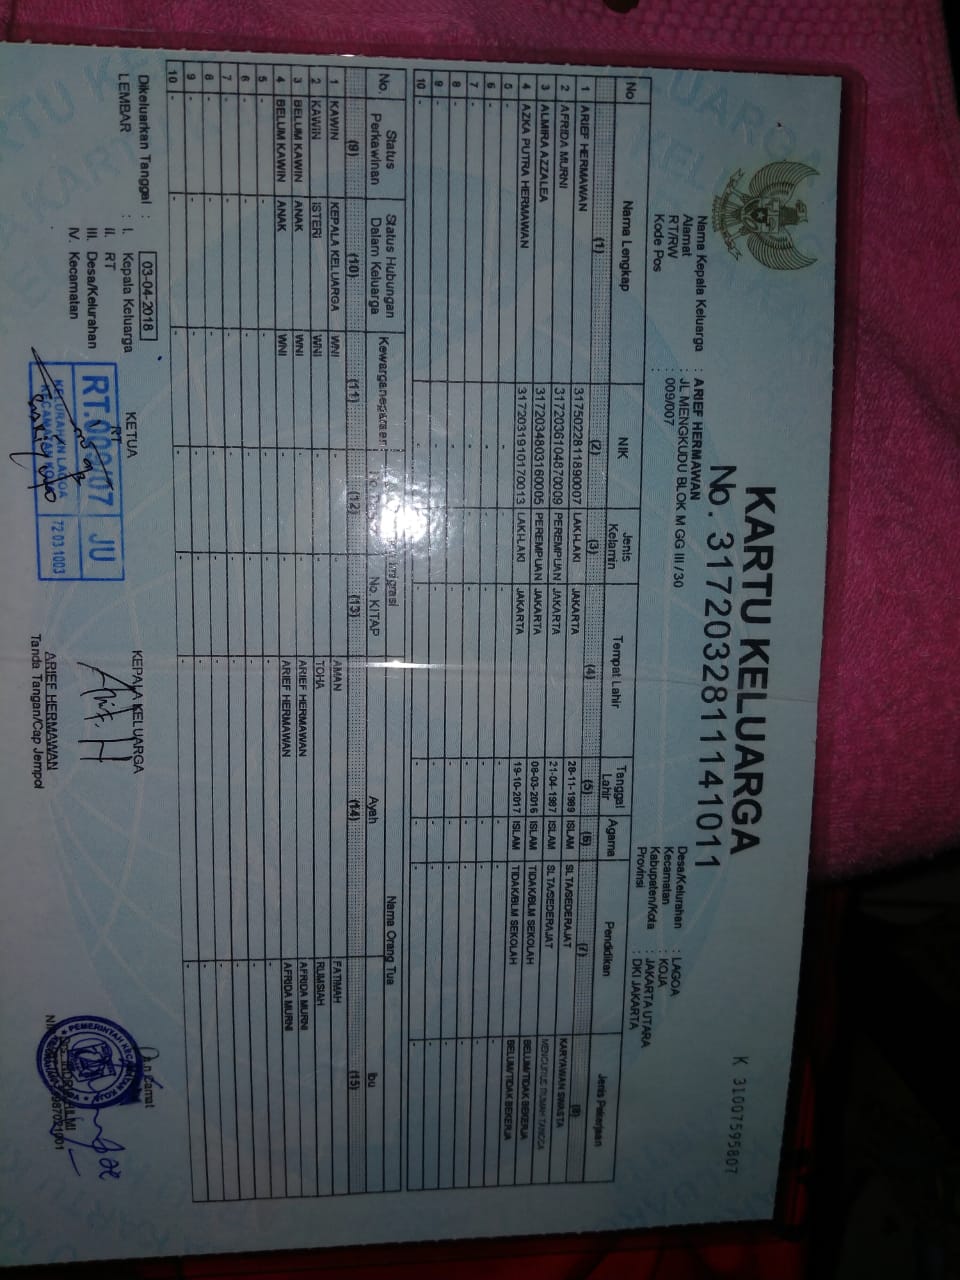 KARTU KELUARGA
No. 3172032811141011
K 31007595807
Nama Kepala Keluarga : ARIEF HERMAWAN
Alamat : JL MENGKUDU BLOK M GG III / 30
RT/RW : 009/007
Kode Pos :
Desa/Kelurahan : LAGOA
Kecamatan : KOJA
Kabupaten/Kota : JAKARTA UTARA
Provinsi : DKI JAKARTA
No Nama Lengkap NIK Jenis Kelamin Tempat Lahir Tanggal Lahir Agama Pendidikan Jenis Pekerjaan
(1) (2) (3) (4) (5) (6) (7) (8)
1 ARIEF HERMAWAN 3175022811890007 LAKI-LAKI JAKARTA 28-11-1989 ISLAM SLTA/SEDERAJAT KARYAWAN SWASTA
2 AFRIDA MURNI 3172036104870009 PEREMPUAN JAKARTA 21-04-1987 ISLAM SLTA/SEDERAJAT MENGURUS RUMAH TANGGA
3 ALMIRA AZZALEA 3172034803160005 PEREMPUAN JAKARTA 08-03-2016 ISLAM TIDAK/BLM SEKOLAH BELUM/TIDAK BEKERJA
4 AZKA PUTRA HERMAWAN 3172031910170013 LAKI-LAKI JAKARTA 19-10-2017 ISLAM TIDAK/BLM SEKOLAH BELUM/TIDAK BEKERJA
5 - - - - - - - -
6 - - - - - - - -
7 - - - - - - - -
8 - - - - - - - -
9 - - - - - - - -
10 - - - - - - - -
No. Status Perkawinan Status Hubungan Dalam Keluarga Kewarganegaraan No. KITAP Nama Orang Tua
Ayah Ibu
(9) (10) (11) (12) (13) (14) (15)
1 KAWIN KEPALA KELUARGA WNI - - AMAN FATIMAH
2 KAWIN ISTERI WNI - - TOHA RUMSIAH
3 BELUM KAWIN ANAK WNI - - ARIEF HERMAWAN AFRIDA MURNI
4 BELUM KAWIN ANAK WNI - - ARIEF HERMAWAN AFRIDA MURNI
5 - - - - - - -
6 - - - - - - -
7 - - - - - - -
8 - - - - - - -
9 - - - - - - -
10 - - - - - - -
Dikeluarkan Tanggal : 03-04-2018
LEMBAR : I. Kepala Keluarga
II. RT
III. Desa/Kelurahan
IV. Kecamatan
KETUA
RT
JU
KELURAHAN LAGOA
KECAMATAN KOJA
72 03 1003
KEPALA KELUARGA
ARIEF HERMAWAN
Tanda Tangan/Cap Jempol
Camat
PEMERINTAH KECAMATAN KOJA